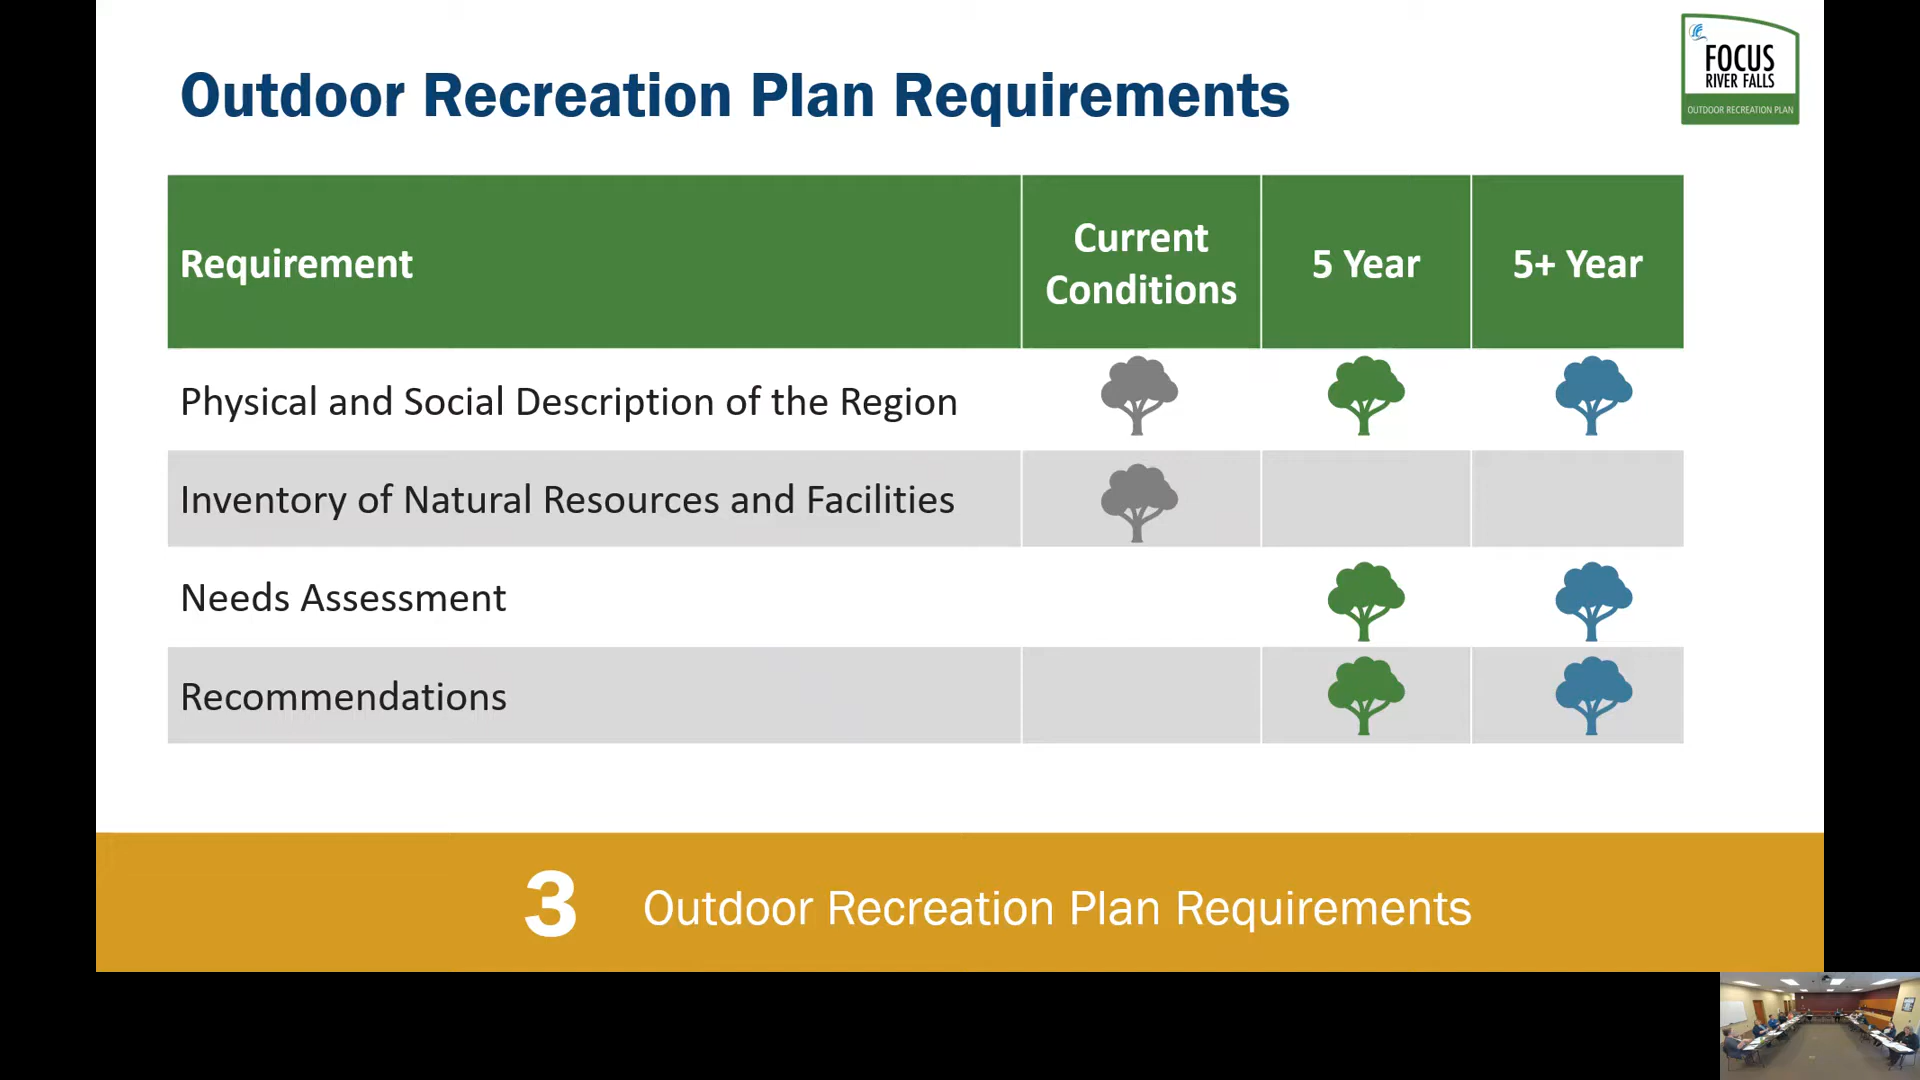 Outdoor Recreation Plan Requirements
FOCUS
RIVER FALLS
OUTDOOR RECREATION PLAN
Requirement
Current
Conditions
5 Year
5+ Year
Physical and Social Description of the Region
Inventory of Natural Resources and Facilities
Needs Assessment
Recommendations
3 Outdoor Recreation Plan Requirements